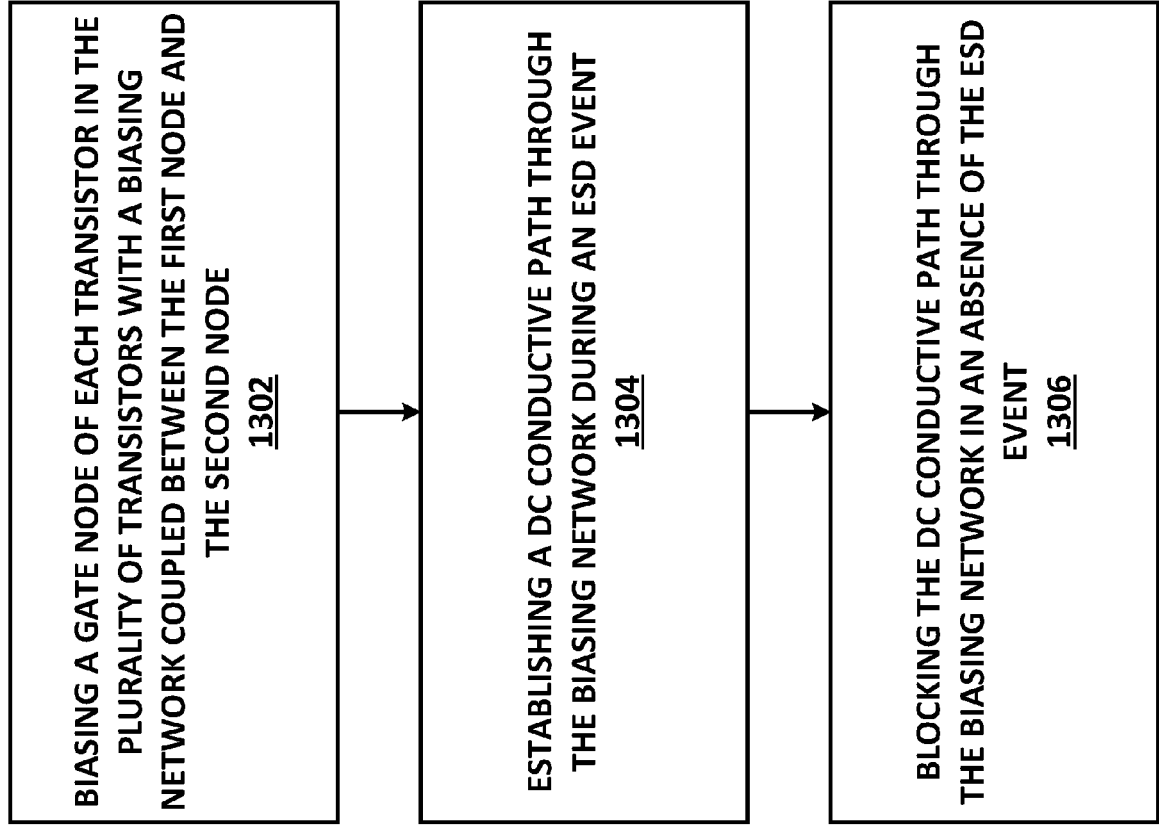 BIASING A GATE NODE OF EACH TRANSISTOR IN THE
PLURALITY OF TRANSISTORS WITH A BIASING
NETWORK COUPLED BETWEEN THE FIRST NODE AND
THE SECOND NODE
1302
ESTABLISHING A DC CONDUCTIVE PATH THROUGH
THE BIASING NETWORK DURING AN ESD EVENT
1304
BLOCKING THE DC CONDUCTIVE PATH THROUGH
THE BIASING NETWORK IN AN ABSENCE OF THE ESD
EVENT
1306